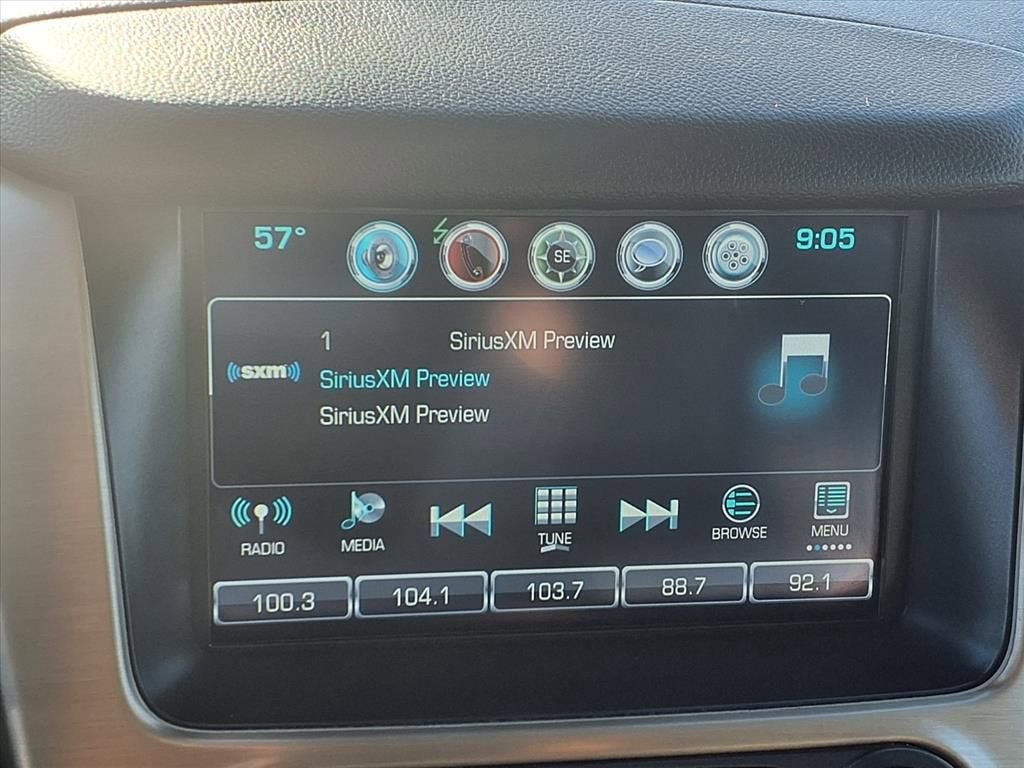 57° SE 9:05
1 SiriusXM Preview
((sxm)) SiriusXM Preview
SiriusXM Preview
RADIO MEDIA TUNE BROWSE MENU
100.3 104.1 103.7 88.7 92.1